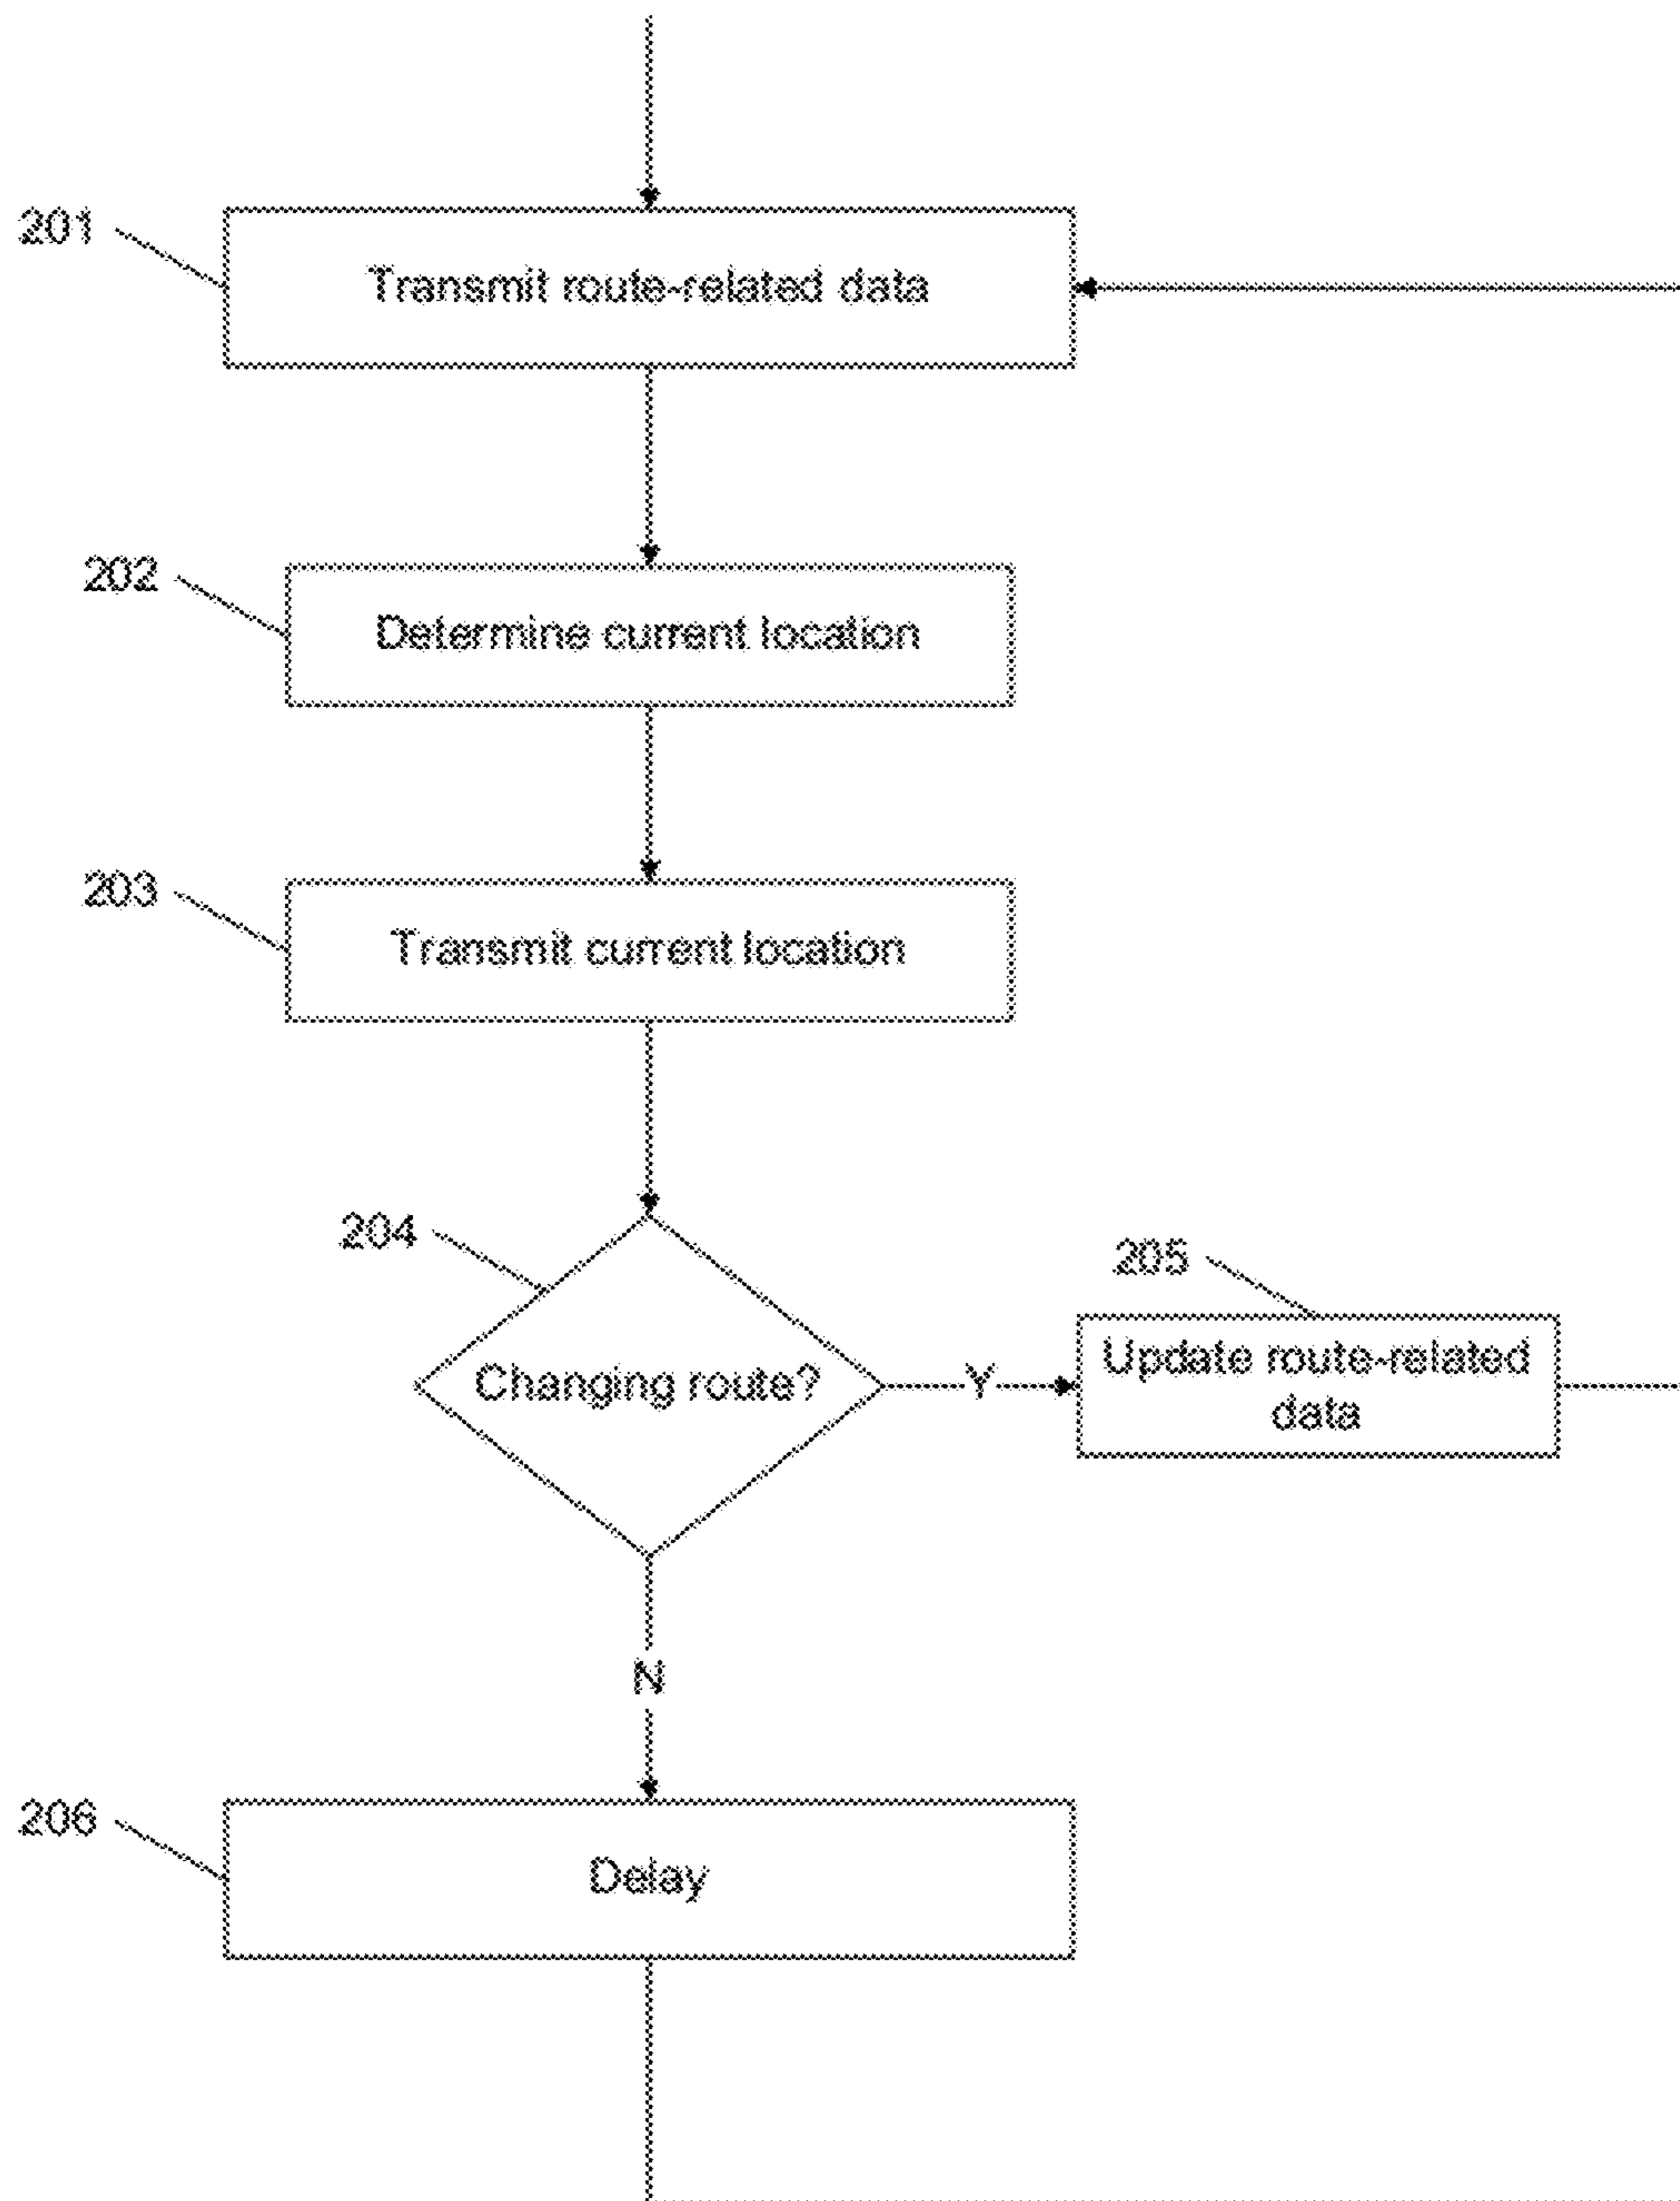 201
Transmit route-related data
202
Determine current location
203
Transmit current location
204
Changing route?
Y
205
Update route-related
data
N
206
Delay